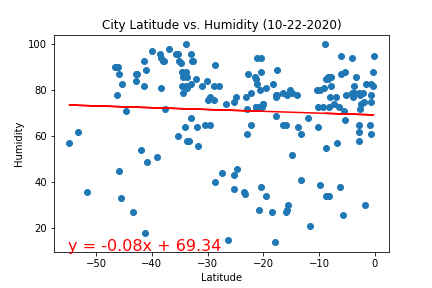 City Latitude vs. Humidity (10-22-2020)
100
80
60
40
20
Humidity
y = -0.08x + 69.34
−50 −40 −30 −20 −10 0
Latitude